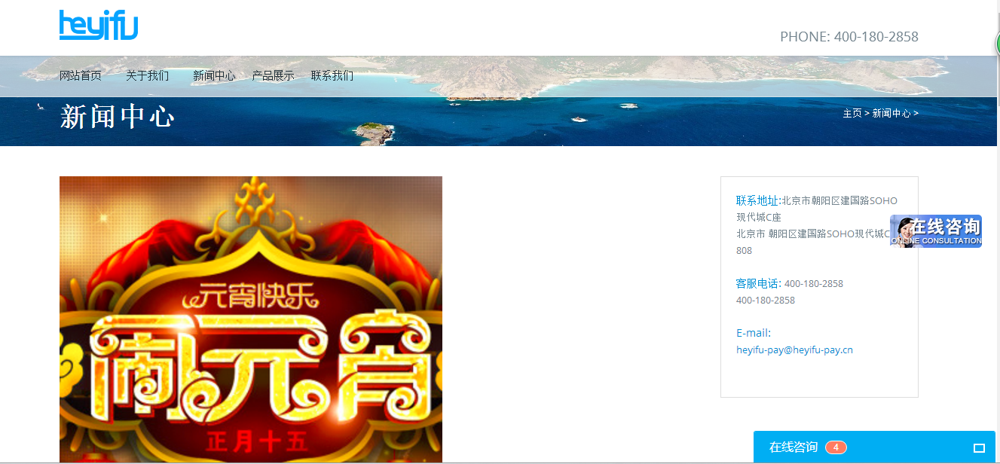 heyifu
PHONE: 400-180-2858
网站首页 关于我们 新闻中心 产品展示 联系我们
新闻中心
主页 > 新闻中心 >
元宵快乐
闹元宵
正月十五
联系地址:北京市朝阳区建国路SOHO
现代城C座
北京市 朝阳区建国路SOHO现代城C
808
在线咨询
ONLINE CONSULTATION
客服电话: 400-180-2858
400-180-2858
E-mail:
heyifu-pay@heyifu-pay.cn
在线咨询 4